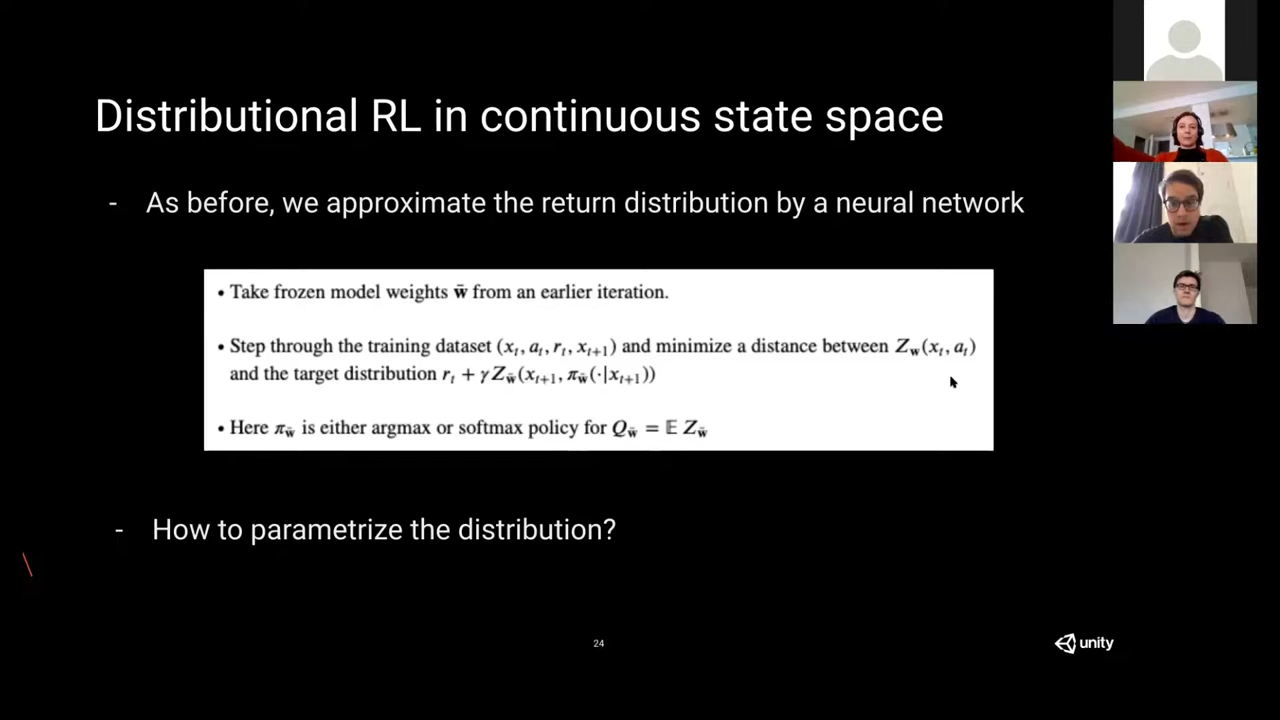 Distributional RL in continuous state space
- As before, we approximate the return distribution by a neural network
• Take frozen model weights w̄ from an earlier iteration.
• Step through the training dataset (xₜ, aₜ, rₜ, xₜ₊₁) and minimize a distance between Z_w(xₜ, aₜ)
and the target distribution rₜ + γZ_w̄(xₜ₊₁, π_w̄(·|xₜ₊₁))
• Here π_w̄ is either argmax or softmax policy for Q_w̄ = 𝔼 Z_w̄
- How to parametrize the distribution?
24
unity